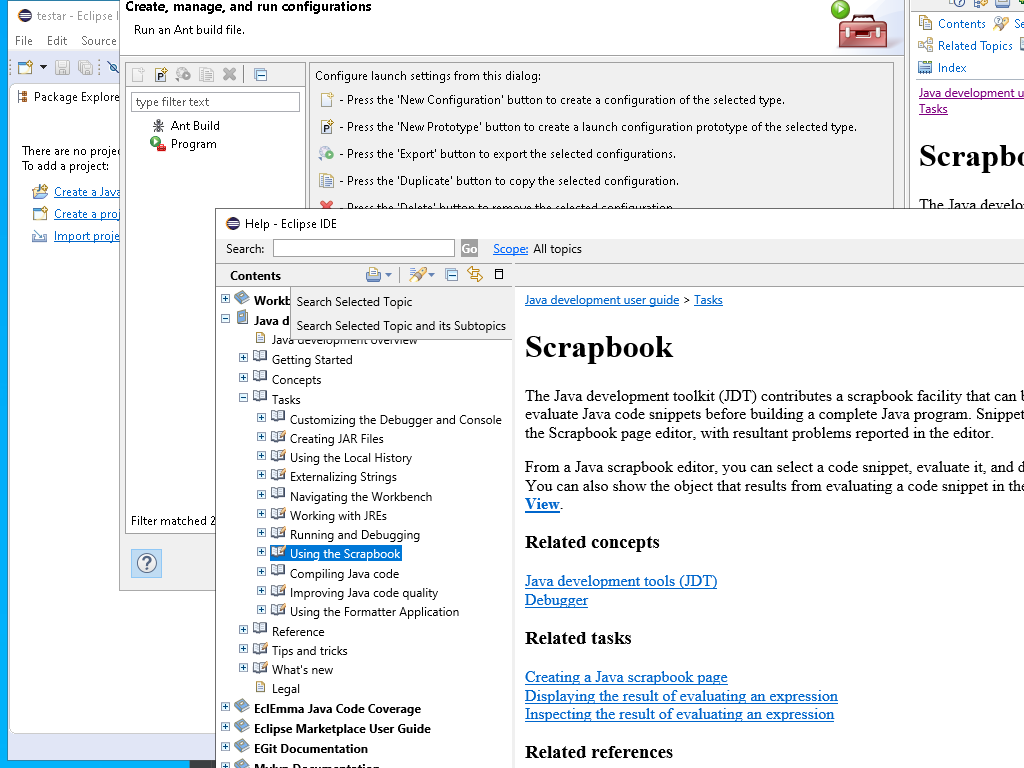 testar - Eclipse I
File Edit Source
Package Explore
There are no projec
To add a project:
Create a Java
Create a proj
Import proje
Create, manage, and run configurations
Run an Ant build file.
type filter text
Ant Build
Program
Filter matched 2
Configure launch settings from this dialog:
- Press the 'New Configuration' button to create a configuration of the selected type.
- Press the 'New Prototype' button to create a launch configuration prototype of the selected type.
- Press the 'Export' button to export the selected configurations.
- Press the 'Duplicate' button to copy the selected configuration.
- Press the 'Delete' button to remove the selected configuration.
Contents Se
Related Topics
Index
Java development u
Tasks
Scrapbo
The Java develo
Help - Eclipse IDE
Search: Go Scope: All topics
Contents
Search Selected Topic
Search Selected Topic and its Subtopics
Workb
Java d
Java development overview
Getting Started
Concepts
Tasks
Customizing the Debugger and Console
Creating JAR Files
Using the Local History
Externalizing Strings
Navigating the Workbench
Working with JREs
Running and Debugging
Using the Scrapbook
Compiling Java code
Improving Java code quality
Using the Formatter Application
Reference
Tips and tricks
What's new
Legal
EclEmma Java Code Coverage
Eclipse Marketplace User Guide
EGit Documentation
Mylyn Documentation
Java development user guide > Tasks
Scrapbook
The Java development toolkit (JDT) contributes a scrapbook facility that can b
evaluate Java code snippets before building a complete Java program. Snippet
the Scrapbook page editor, with resultant problems reported in the editor.
From a Java scrapbook editor, you can select a code snippet, evaluate it, and d
You can also show the object that results from evaluating a code snippet in the
View.
Related concepts
Java development tools (JDT)
Debugger
Related tasks
Creating a Java scrapbook page
Displaying the result of evaluating an expression
Inspecting the result of evaluating an expression
Related references